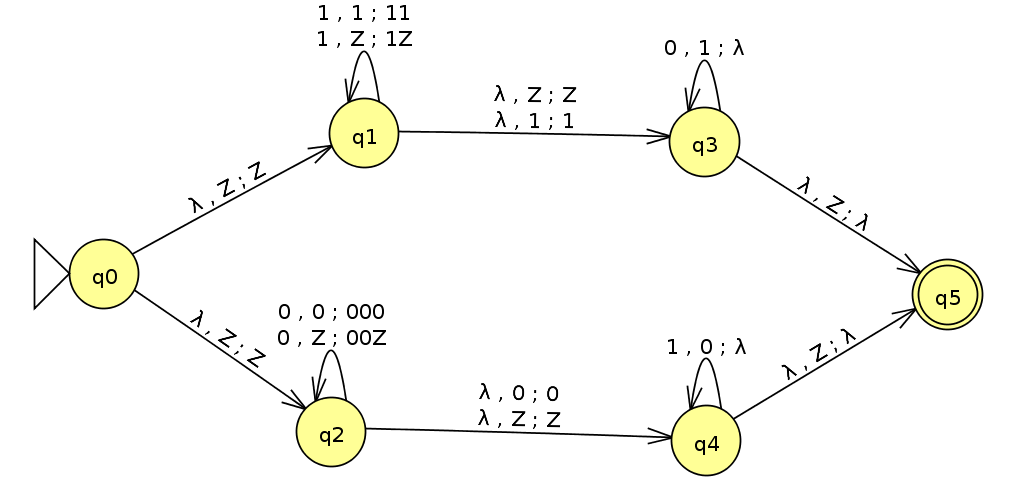 1 , 1 ; 11
1 , Z ; 1Z
0 , 1 ; λ
λ , Z ; Z
λ , 1 ; 1
q1
q3
λ , Z ; Z
λ , Z ; λ
q0
q5
λ , Z ; Z
0 , 0 ; 000
0 , Z ; 00Z
1 , 0 ; λ
λ , Z ; λ
λ , 0 ; 0
λ , Z ; Z
q2
q4